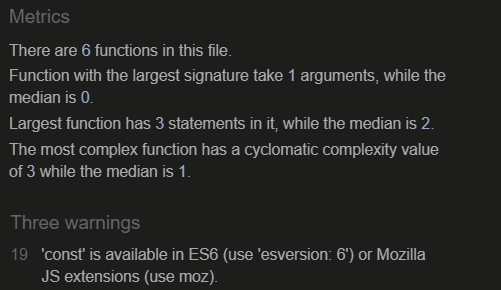 Metrics
There are 6 functions in this file.
Function with the largest signature take 1 arguments, while the
median is 0.
Largest function has 3 statements in it, while the median is 2.
The most complex function has a cyclomatic complexity value
of 3 while the median is 1.
Three warnings
19 'const' is available in ES6 (use 'esversion: 6') or Mozilla
JS extensions (use moz).